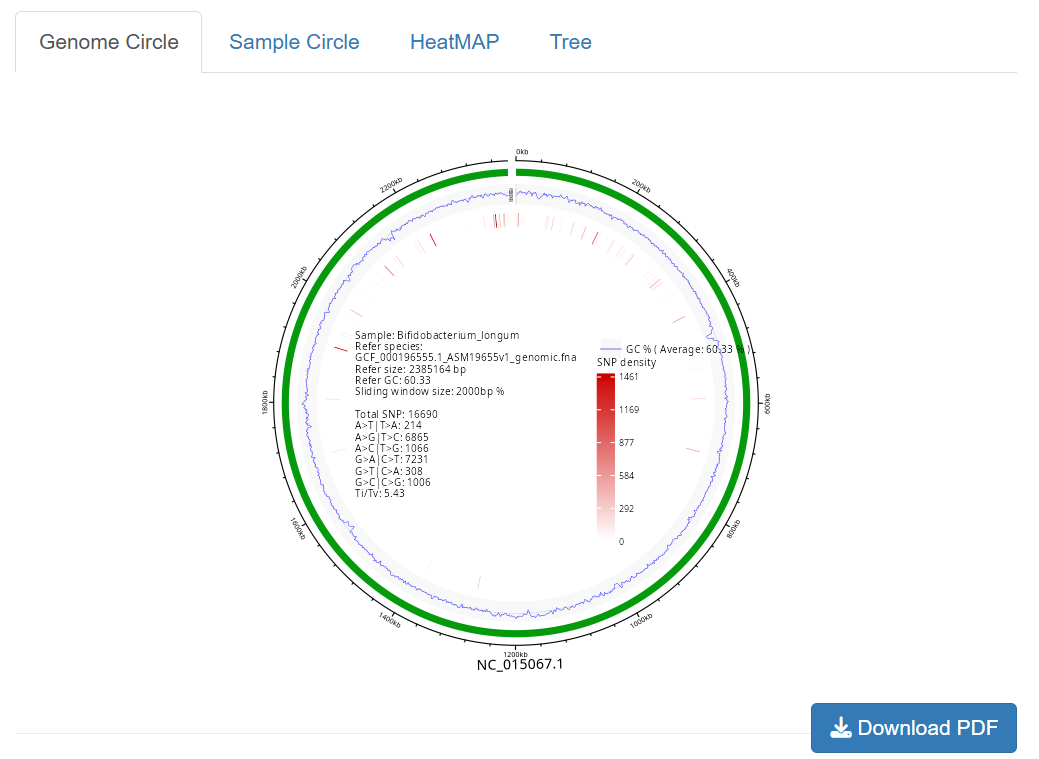 Genome Circle
Sample Circle
HeatMAP
Tree
0kb
200kb
400kb
600kb
800kb
1000kb
1200kb
1400kb
1600kb
1800kb
2000kb
2200kb
Sample: Bifidobacterium_longum
Refer species:
GCF_000196555.1_ASM19655v1_genomic.fna
Refer size: 2385164 bp
Refer GC: 60.33
Sliding window size: 2000bp %
Total SNP: 16690
A>T|T>A: 214
A>G|T>C: 6865
A>C|T>G: 1066
G>A|C>T: 7231
G>T|C>A: 308
G>C|C>G: 1006
Ti/Tv: 5.43
GC % ( Average: 60.33 % )
SNP density
1461
1169
877
584
292
0
NC_015067.1
Download PDF